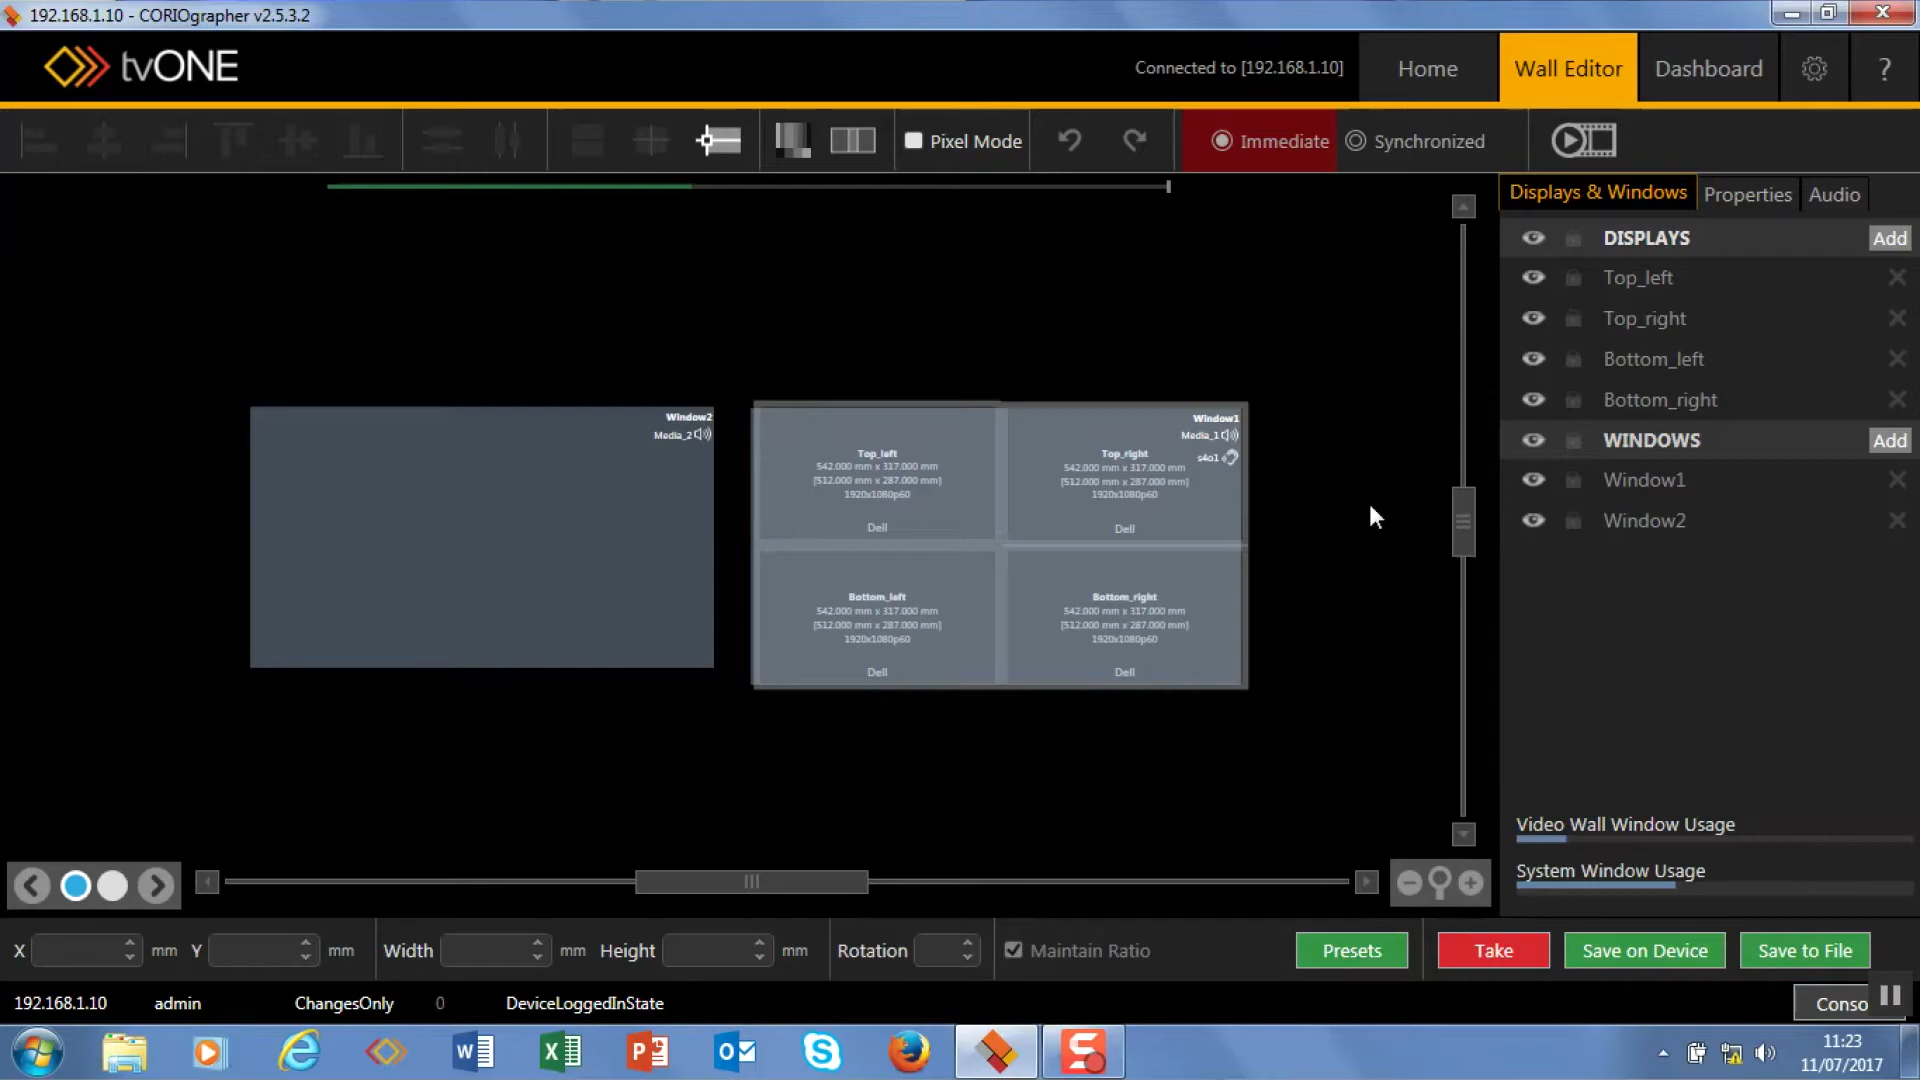 192.168.1.10 - CORIOgrapher v2.5.3.2
tvONE
Connected to [192.168.1.10]
Home
Wall Editor
Dashboard
?
Pixel Mode
Immediate
Synchronized
Displays & Windows
Properties
Audio
DISPLAYS
Add
Top_left
Top_right
Bottom_left
Bottom_right
WINDOWS
Add
Window1
Window2
Window2
Media_2
Window1
Media_1
s4o1
Top_left
542.000 mm x 317.000 mm
[512.000 mm x 287.000 mm]
1920x1080p60
Dell
Top_right
542.000 mm x 317.000 mm
[512.000 mm x 287.000 mm]
1920x1080p60
Dell
Bottom_left
542.000 mm x 317.000 mm
[512.000 mm x 287.000 mm]
1920x1080p60
Dell
Bottom_right
542.000 mm x 317.000 mm
[512.000 mm x 287.000 mm]
1920x1080p60
Dell
Video Wall Window Usage
System Window Usage
X mm Y mm Width mm Height mm Rotation Maintain Ratio
Presets
Take
Save on Device
Save to File
192.168.1.10 admin ChangesOnly 0 DeviceLoggedInState
Conso
11:23
11/07/2017